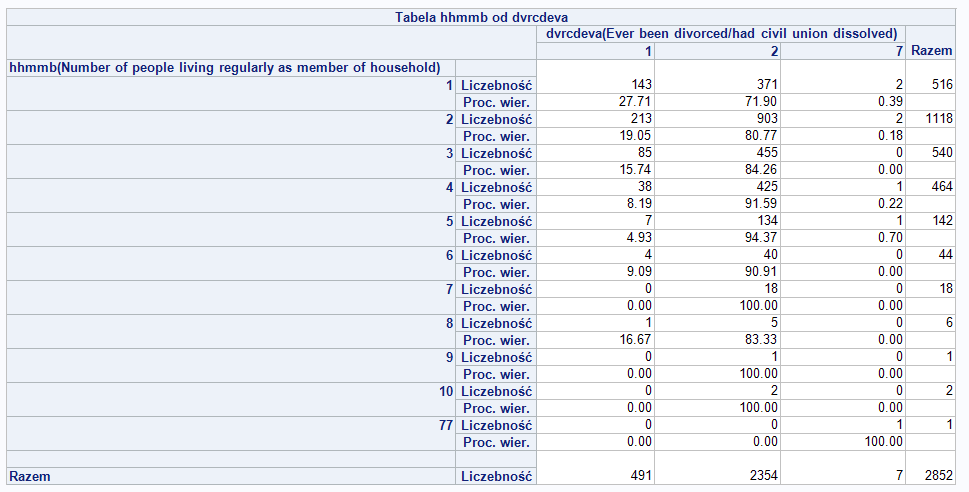 Tabela hhmmb od dvrcdeva
dvrcdeva(Ever been divorced/had civil union dissolved)
1 2 7 Razem
hhmmb(Number of people living regularly as member of household)
1 Liczebność 143 371 2 516
Proc. wier. 27.71 71.90 0.39
2 Liczebność 213 903 2 1118
Proc. wier. 19.05 80.77 0.18
3 Liczebność 85 455 0 540
Proc. wier. 15.74 84.26 0.00
4 Liczebność 38 425 1 464
Proc. wier. 8.19 91.59 0.22
5 Liczebność 7 134 1 142
Proc. wier. 4.93 94.37 0.70
6 Liczebność 4 40 0 44
Proc. wier. 9.09 90.91 0.00
7 Liczebność 0 18 0 18
Proc. wier. 0.00 100.00 0.00
8 Liczebność 1 5 0 6
Proc. wier. 16.67 83.33 0.00
9 Liczebność 0 1 0 1
Proc. wier. 0.00 100.00 0.00
10 Liczebność 0 2 0 2
Proc. wier. 0.00 100.00 0.00
77 Liczebność 0 0 1 1
Proc. wier. 0.00 0.00 100.00
Razem Liczebność 491 2354 7 2852